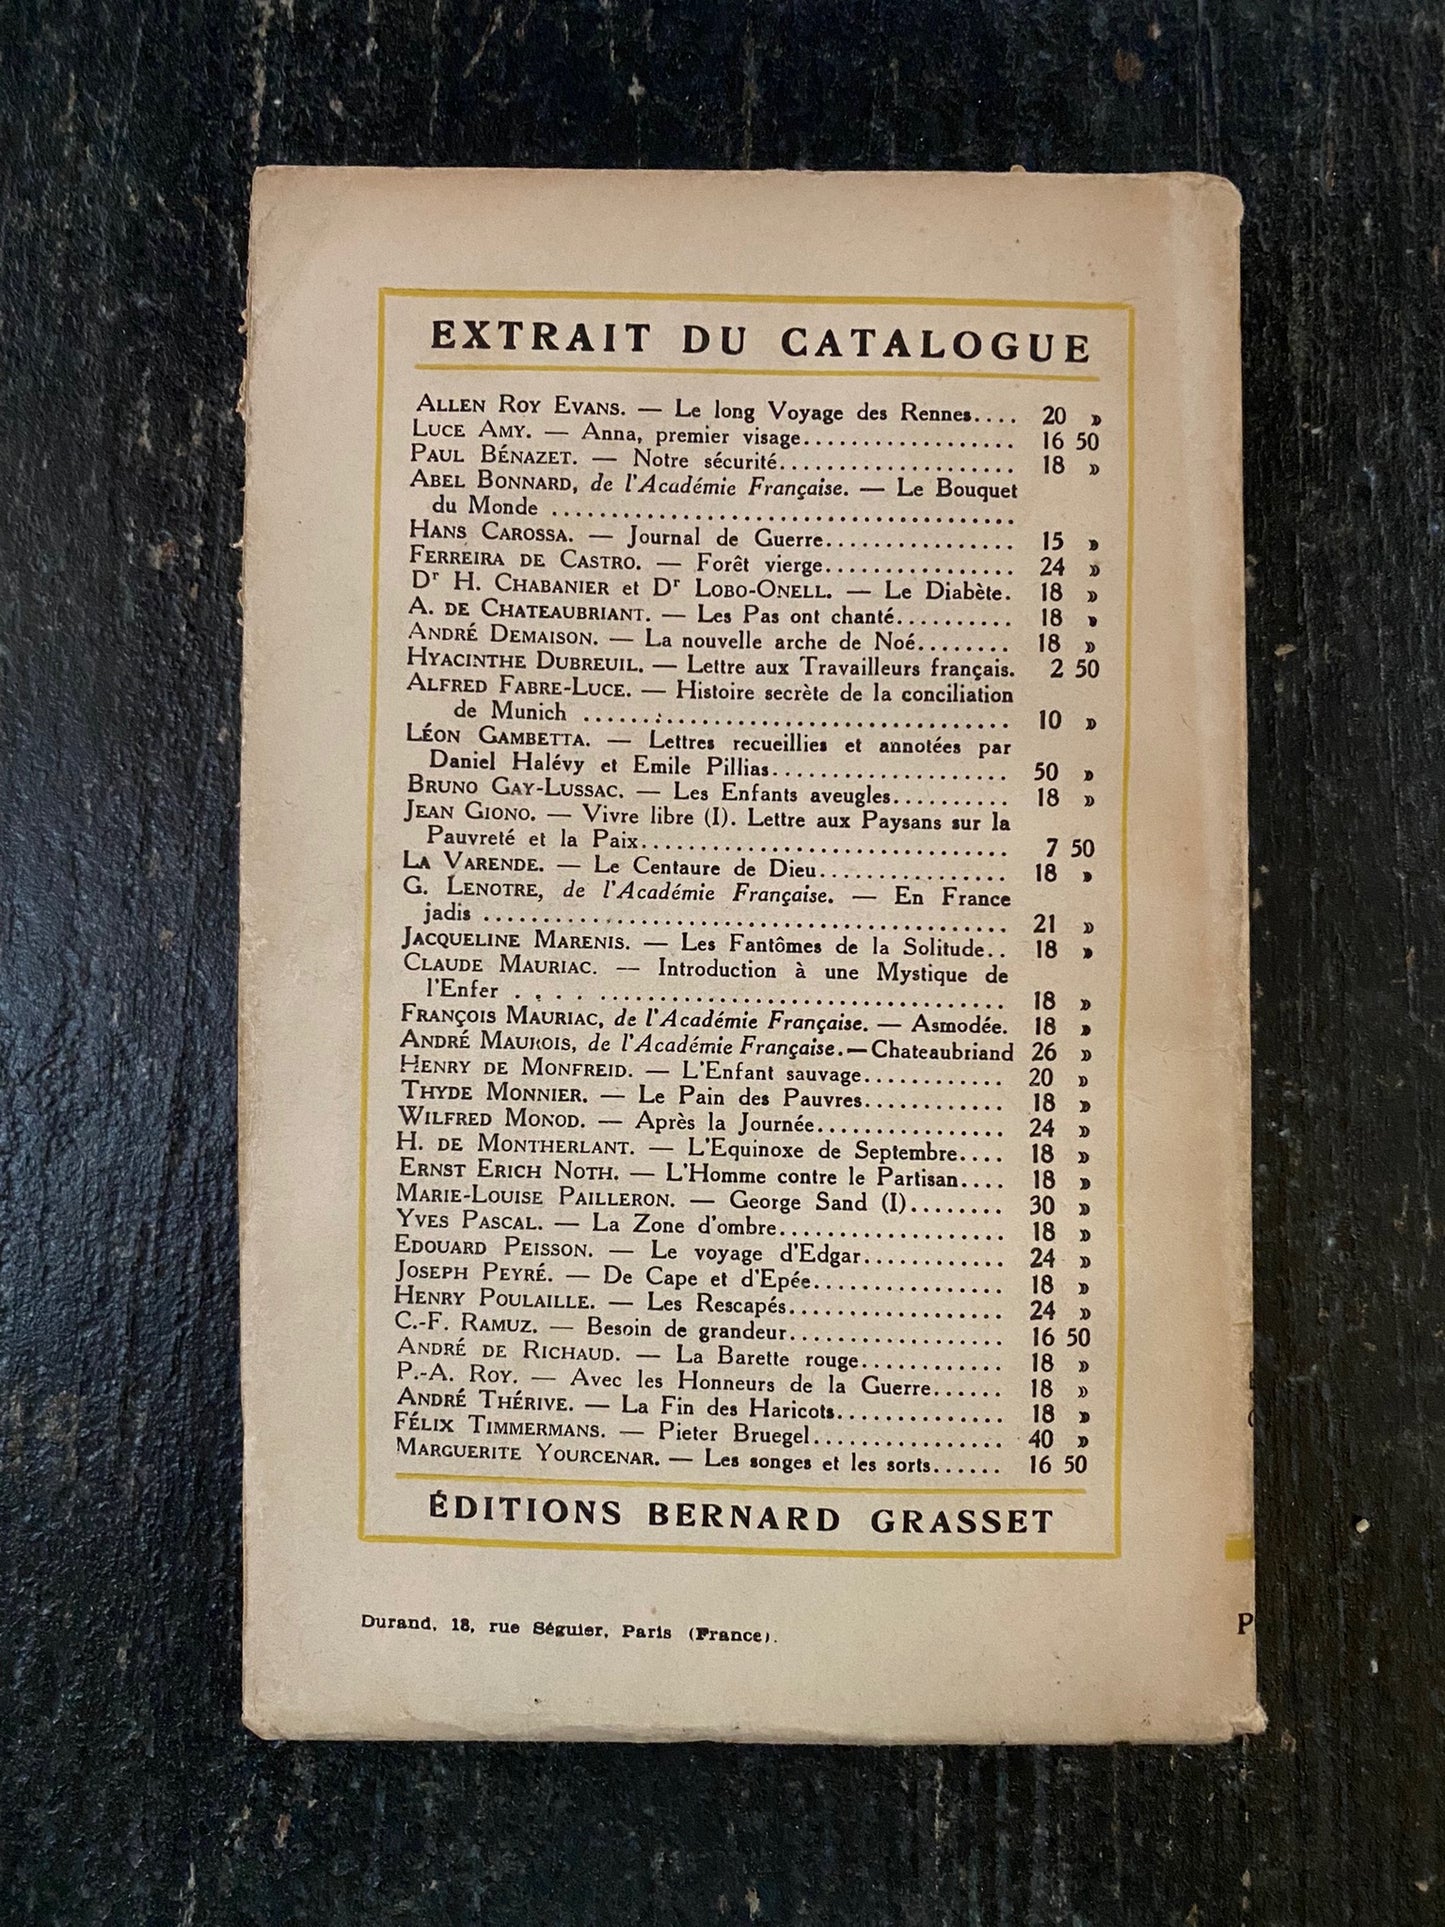 EXTRAIT DU CATALOGUE
ALLEN ROY EVANS. — Le long Voyage des Rennes.... 20 »
LUCE AMY. — Anna, premier visage.................. 16 50
PAUL BÉNAZET. — Notre sécurité.................... 18 »
ABEL BONNARD, de l'Académie Française. — Le Bouquet
du Monde .......................................
HANS CAROSSA. — Journal de Guerre................ 15 »
FERREIRA DE CASTRO. — Forêt vierge................ 24 »
Dr H. CHABANIER et Dr LOBO-ONELL. — Le Diabète. 18 »
A. DE CHATEAUBRIANT. — Les Pas ont chanté.......... 18 »
ANDRÉ DEMAISON. — La nouvelle arche de Noé........ 18 »
HYACINTHE DUBREUIL. — Lettre aux Travailleurs français. 2 50
ALFRED FABRE-LUCE. — Histoire secrète de la conciliation
de Munich .................................... 10 »
LÉON GAMBETTA. — Lettres recueillies et annotées par
Daniel Halévy et Emile Pillias.................... 50 »
BRUNO GAY-LUSSAC. — Les Enfants aveugles.......... 18 »
JEAN GIONO. — Vivre libre (I). Lettre aux Paysans sur la
Pauvreté et la Paix............................... 7 50
LA VARENDE. — Le Centaure de Dieu................ 18 »
G. LENOTRE, de l'Académie Française. — En France
jadis ............................................ 21 »
JACQUELINE MARENIS. — Les Fantômes de la Solitude.. 18 »
CLAUDE MAURIAC. — Introduction à une Mystique de
l'Enfer . . . . .................................. 18 »
FRANÇOIS MAURIAC, de l'Académie Française. — Asmodée. 18 »
ANDRÉ MAUROIS, de l'Académie Française.—Chateaubriand 26 »
HENRY DE MONFREID. — L'Enfant sauvage............ 20 »
THYDE MONNIER. — Le Pain des Pauvres............ 18 »
WILFRED MONOD. — Après la Journée................ 24 »
H. DE MONTHERLANT. — L'Equinoxe de Septembre.... 18 »
ERNST ERICH NOTH. — L'Homme contre le Partisan.... 18 »
MARIE-LOUISE PAILLERON. — George Sand (I)........ 30 »
YVES PASCAL. — La Zone d'ombre................... 18 »
EDOUARD PEISSON. — Le voyage d'Edgar............ 24 »
JOSEPH PEYRÉ. — De Cape et d'Epée................ 18 »
HENRY POULAILLE. — Les Rescapés.................. 24 »
C.-F. RAMUZ. — Besoin de grandeur.................. 16 50
ANDRÉ DE RICHAUD. — La Barette rouge............ 18 »
P.-A. ROY. — Avec les Honneurs de la Guerre...... 18 »
ANDRÉ THÉRIVE. — La Fin des Haricots.............. 18 »
FÉLIX TIMMERMANS. — Pieter Bruegel................ 40 »
MARGUERITE YOURCENAR. — Les songes et les sorts...... 16 50
ÉDITIONS BERNARD GRASSET
Durand, 18, rue Séguier, Paris (France).
P